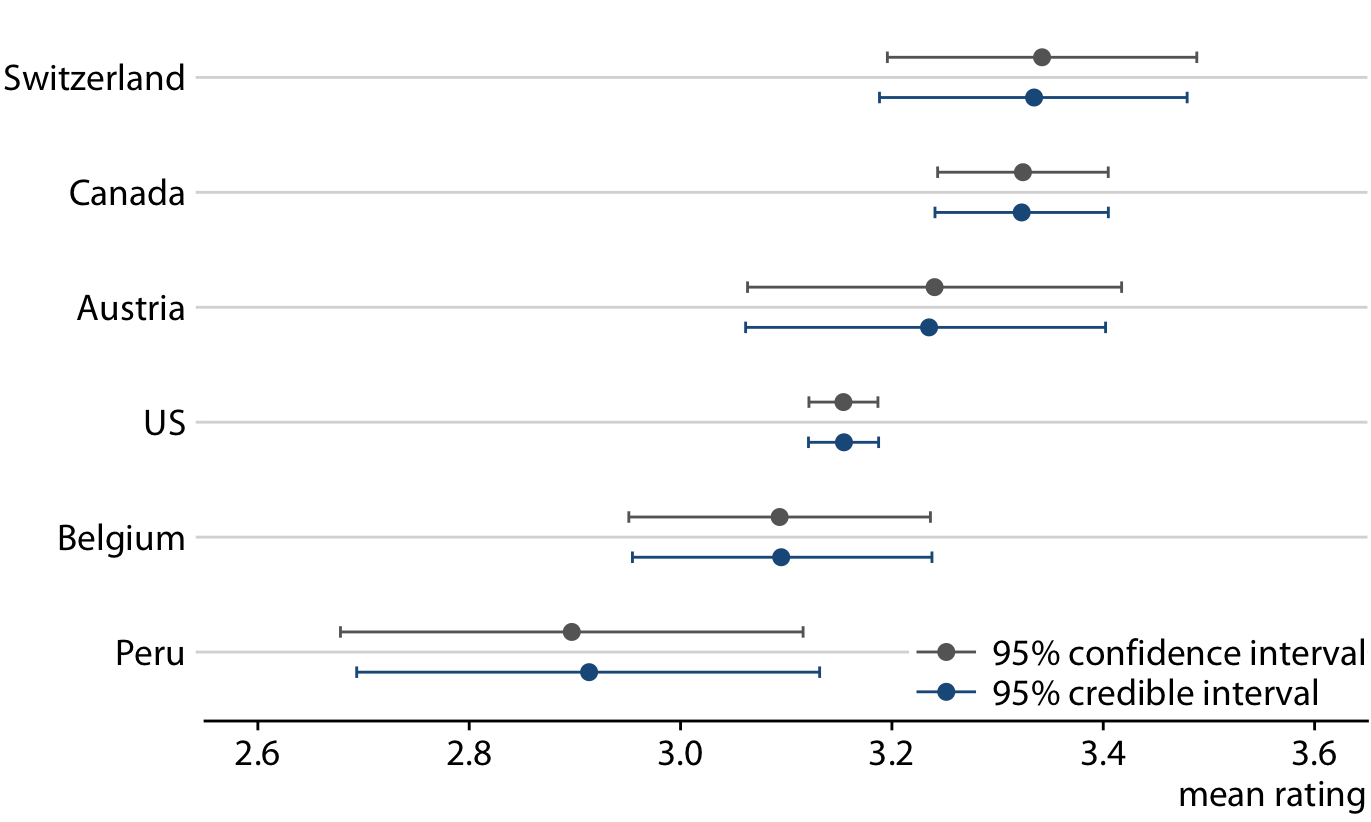 Switzerland
Canada
Austria
US
Belgium
Peru
95% confidence interval
95% credible interval
2.6 2.8 3.0 3.2 3.4 3.6
mean rating